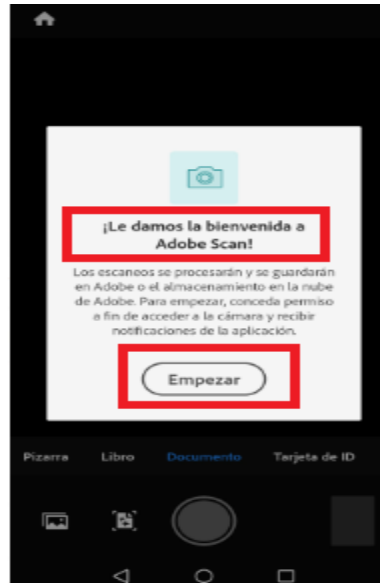 ¡Le damos la bienvenida a
Adobe Scan!
Los escaneos se procesarán y se guardarán
en Adobe o el almacenamiento en la nube
de Adobe. Para empezar, conceda permiso
a fin de acceder a la cámara y recibir
notificaciones de la aplicación.
Empezar
Pizarra Libro Documento Tarjeta de ID